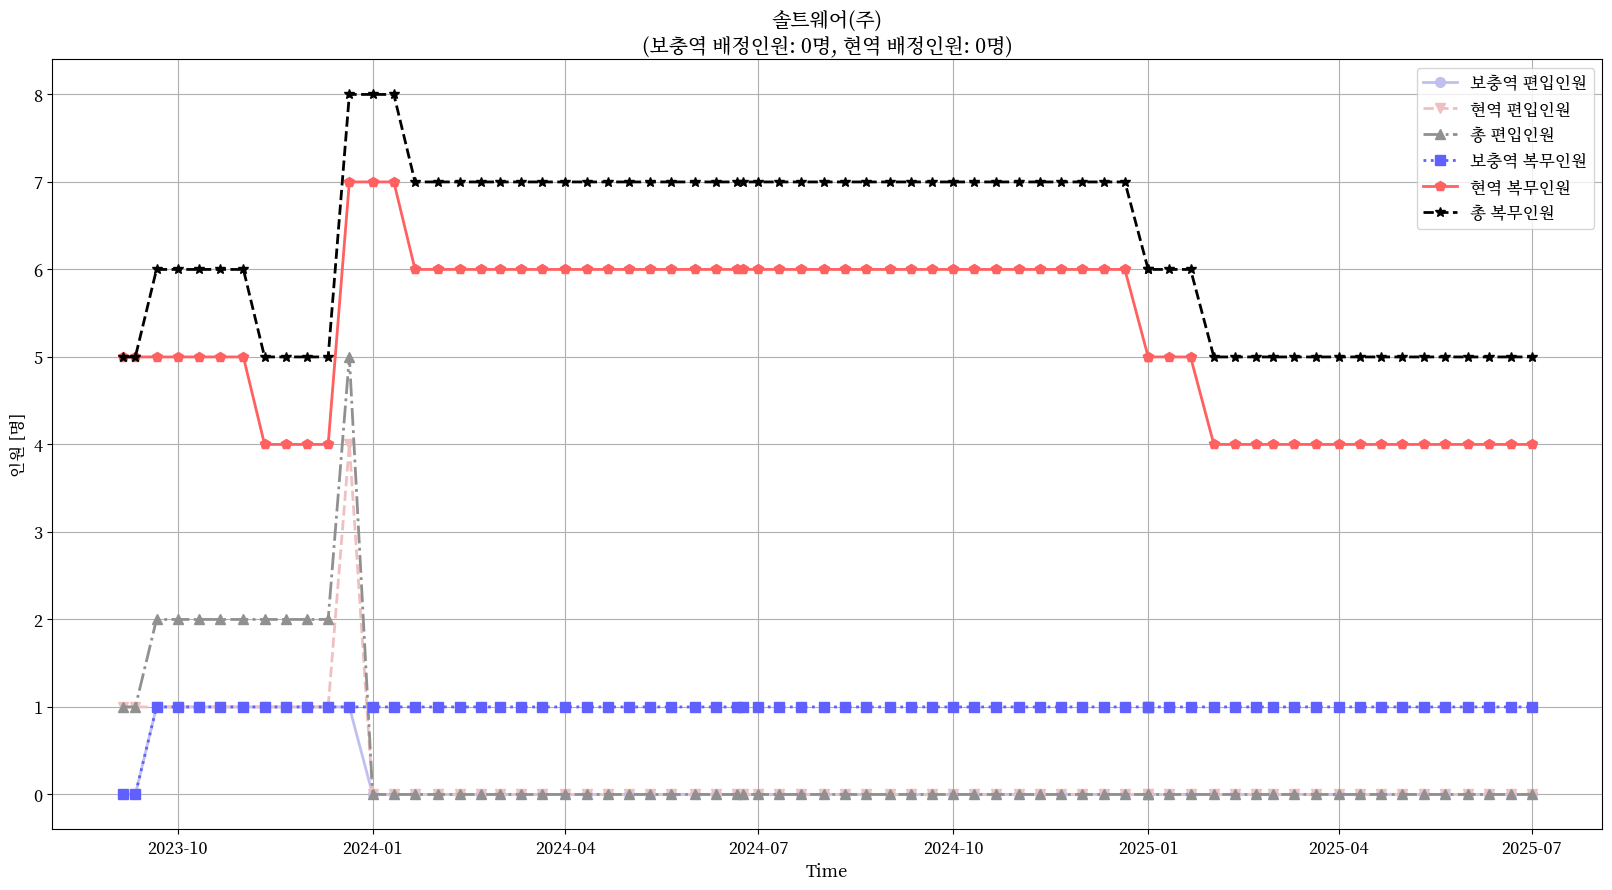 솔트웨어(주)
(보충역 배정인원: 0명, 현역 배정인원: 0명)
보충역 편입인원
현역 편입인원
총 편입인원
보충역 복무인원
현역 복무인원
총 복무인원
인원 [명]
8
7
6
5
4
3
2
1
0
2023-10
2024-01
2024-04
2024-07
2024-10
2025-01
2025-04
2025-07
Time